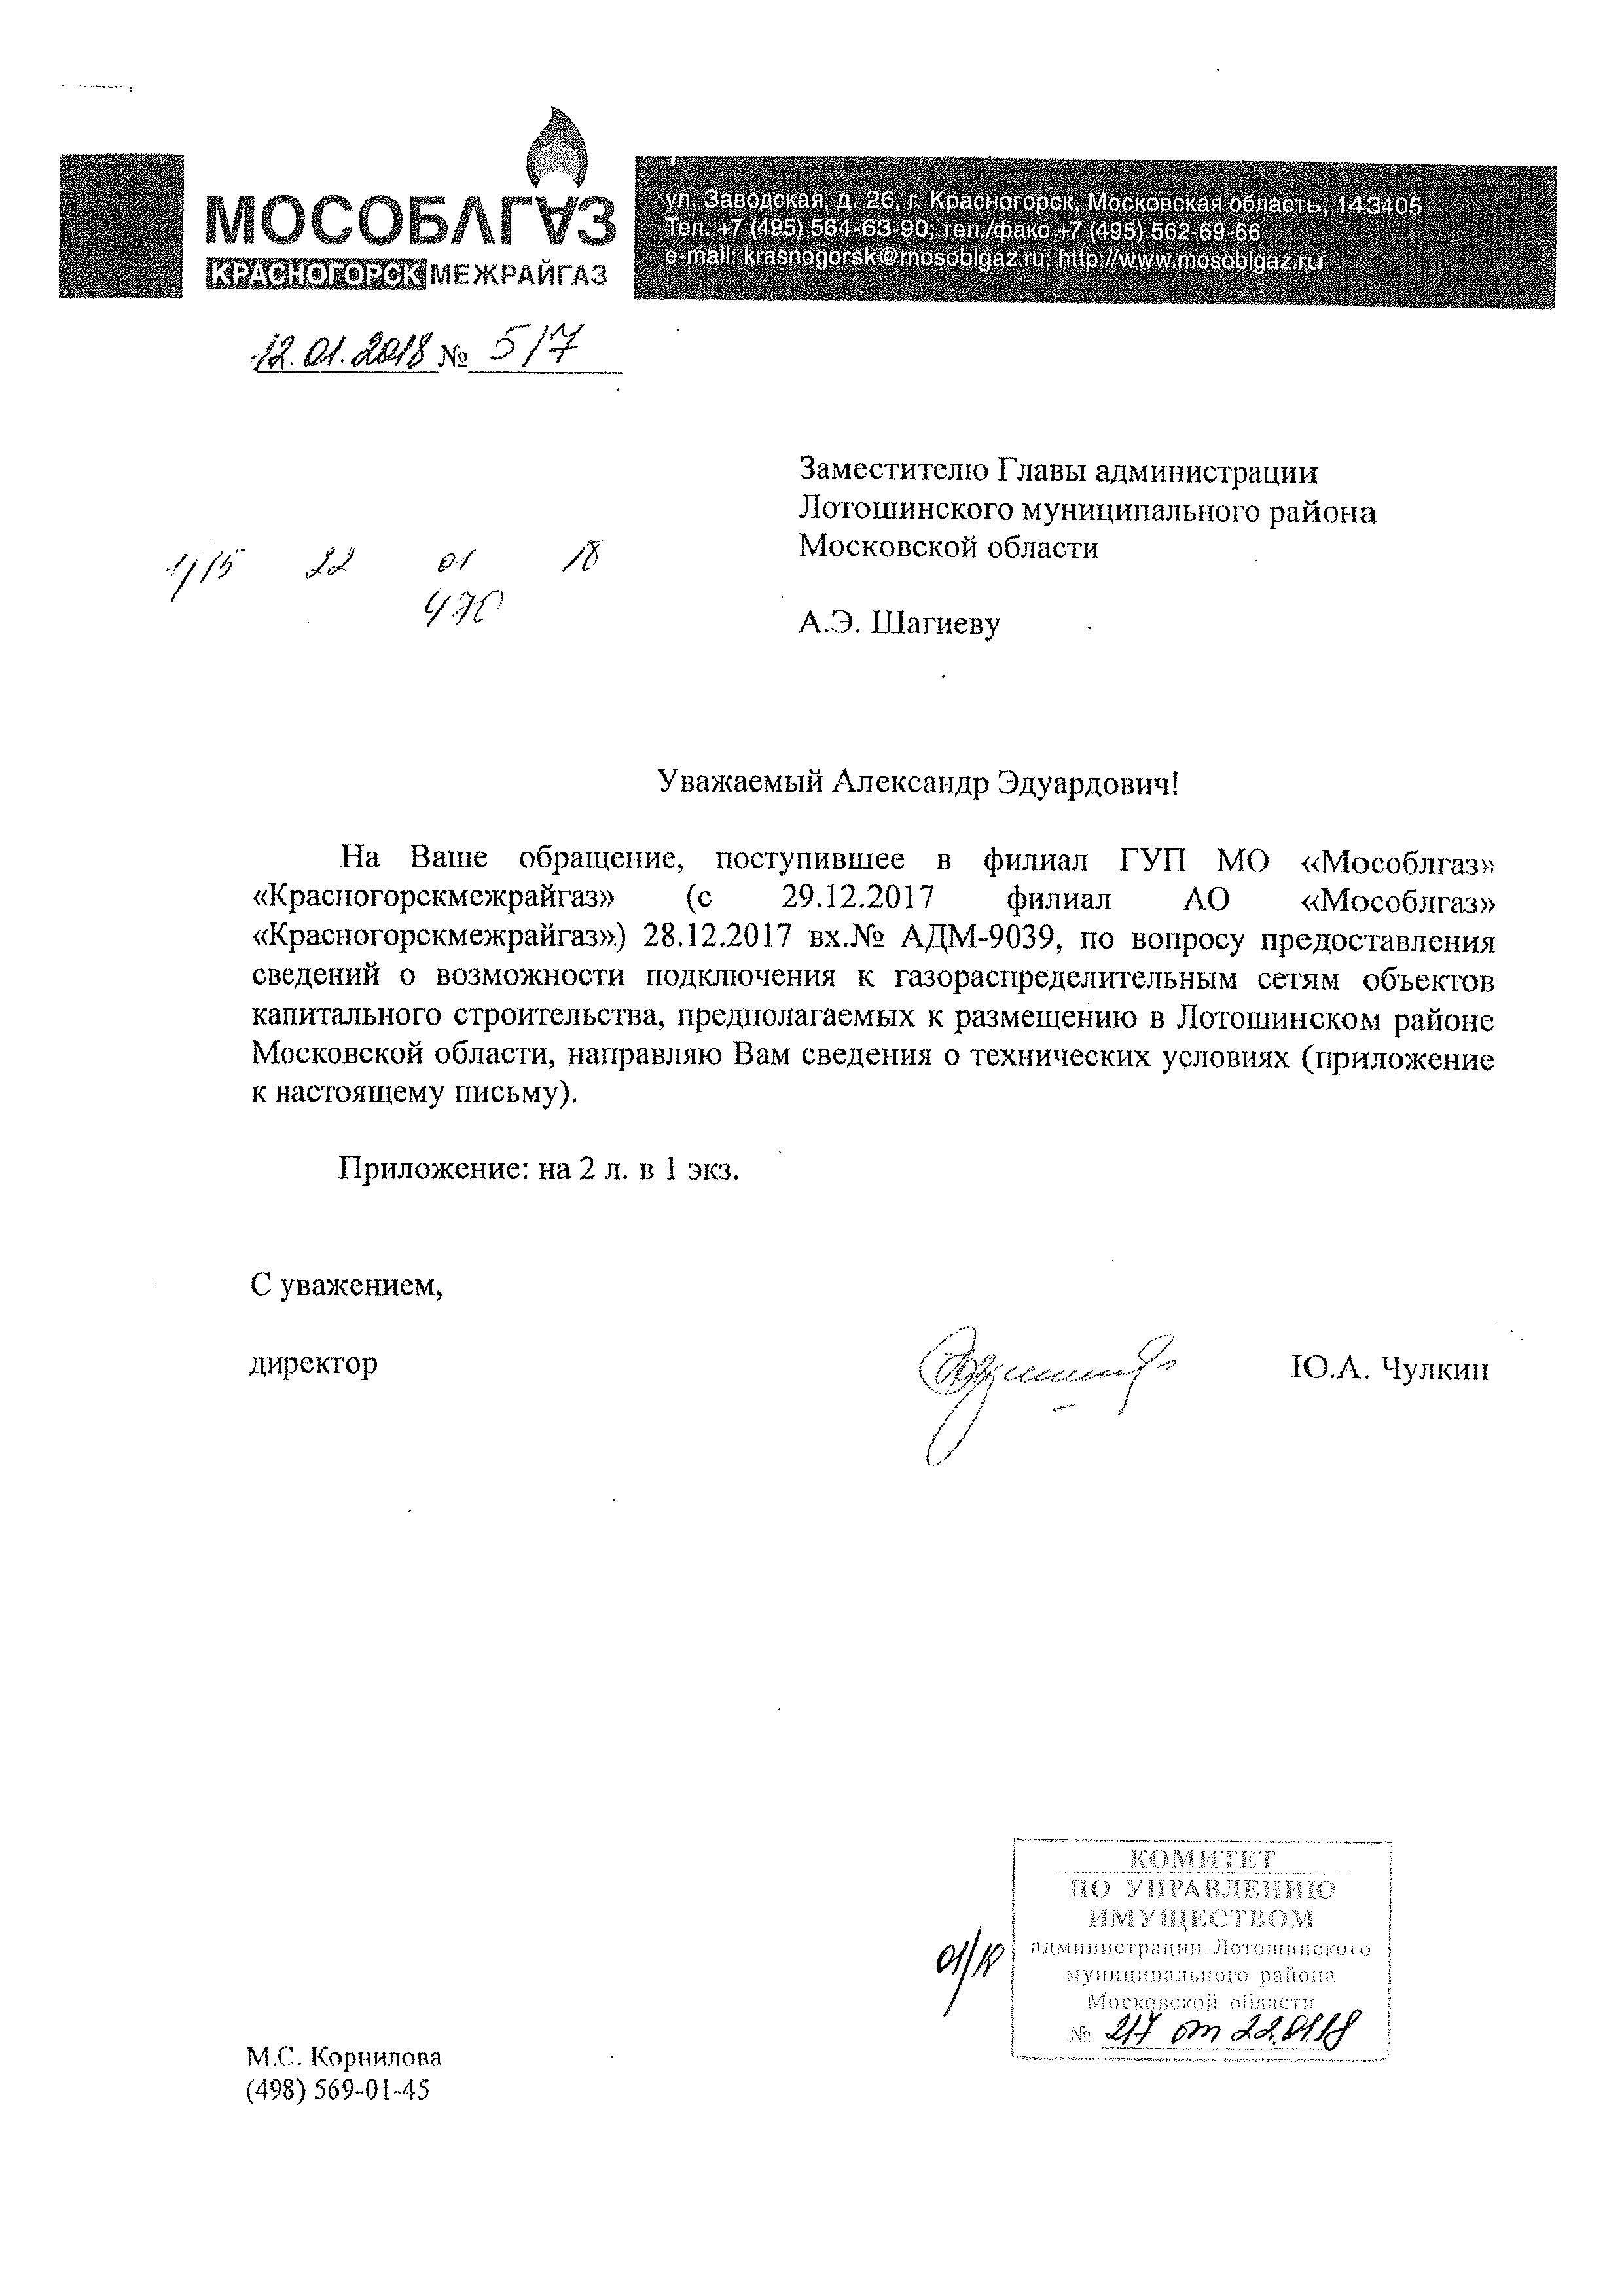 МОСОБЛГАЗ
КРАСНОГОРСКМЕЖРАЙГАЗ
ул. Заводская, д. 26, г. Красногорск, Московская область, 143405
Тел. +7 (495) 564-63-90; тел./факс +7 (495) 562-69-66
e-mail: krasnogorsk@mosoblgaz.ru; http://www.mosoblgaz.ru
12.01.2018 № 517
Заместителю Главы администрации
Лотошинского муниципального района
Московской области
22 01 18
470
А.Э. Шагиеву
Уважаемый Александр Эдуардович!
На Ваше обращение, поступившее в филиал ГУП МО «Мособлгаз»
«Красногорскмежрайгаз» (с 29.12.2017 филиал АО «Мособлгаз»
«Красногорскмежрайгаз») 28.12.2017 вх.№ АДМ-9039, по вопросу предоставления
сведений о возможности подключения к газораспределительным сетям объектов
капитального строительства, предполагаемых к размещению в Лотошинском районе
Московской области, направляю Вам сведения о технических условиях (приложение
к настоящему письму).
Приложение: на 2 л. в 1 экз.
С уважением,
директор
Ю.А. Чулкин
КОМИТЕТ
ПО УПРАВЛЕНИЮ
ИМУЩЕСТВОМ
администрации Лотошинского
муниципального района
Московской области
№ 217 от 22.01.18
М.С. Корнилова
(498) 569-01-45